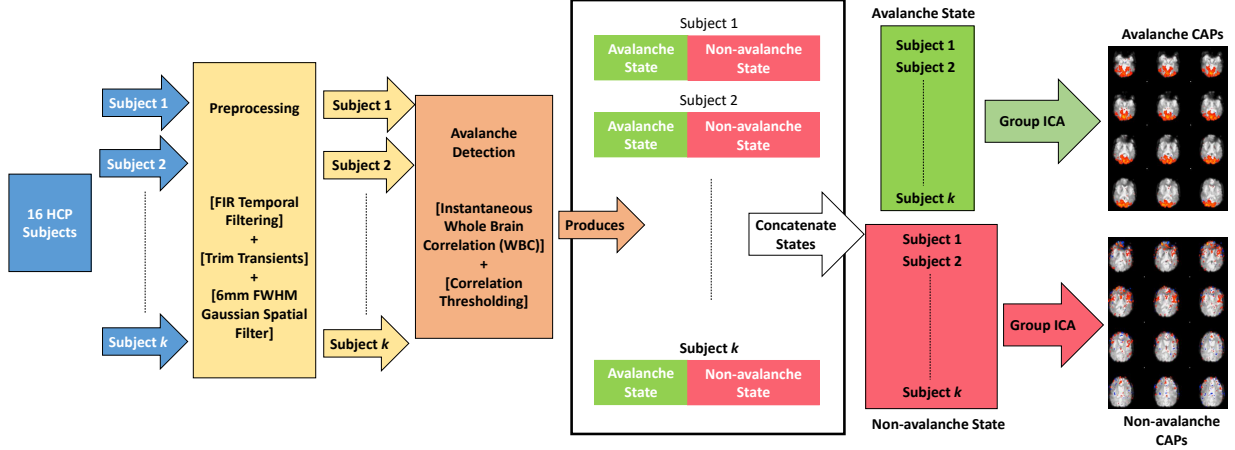 16 HCP
Subjects
Subject 1
Subject 2
Subject k
Preprocessing
[FIR Temporal
Filtering]
+
[Trim Transients]
+
[6mm FWHM
Gaussian Spatial
Filter]
Subject 1
Subject 2
Subject k
Avalanche
Detection
[Instantaneous
Whole Brain
Correlation (WBC)]
+
[Correlation
Thresholding]
Produces
Subject 1
Avalanche
State
Non-avalanche
State
Subject 2
Avalanche
State
Non-avalanche
State
Subject k
Avalanche
State
Non-avalanche State
Concatenate
States
Avalanche State
Subject 1
Subject 2
Subject k
Subject 1
Subject 2
Subject k
Non-avalanche State
Group ICA
Group ICA
Avalanche CAPs
Non-avalanche
CAPs